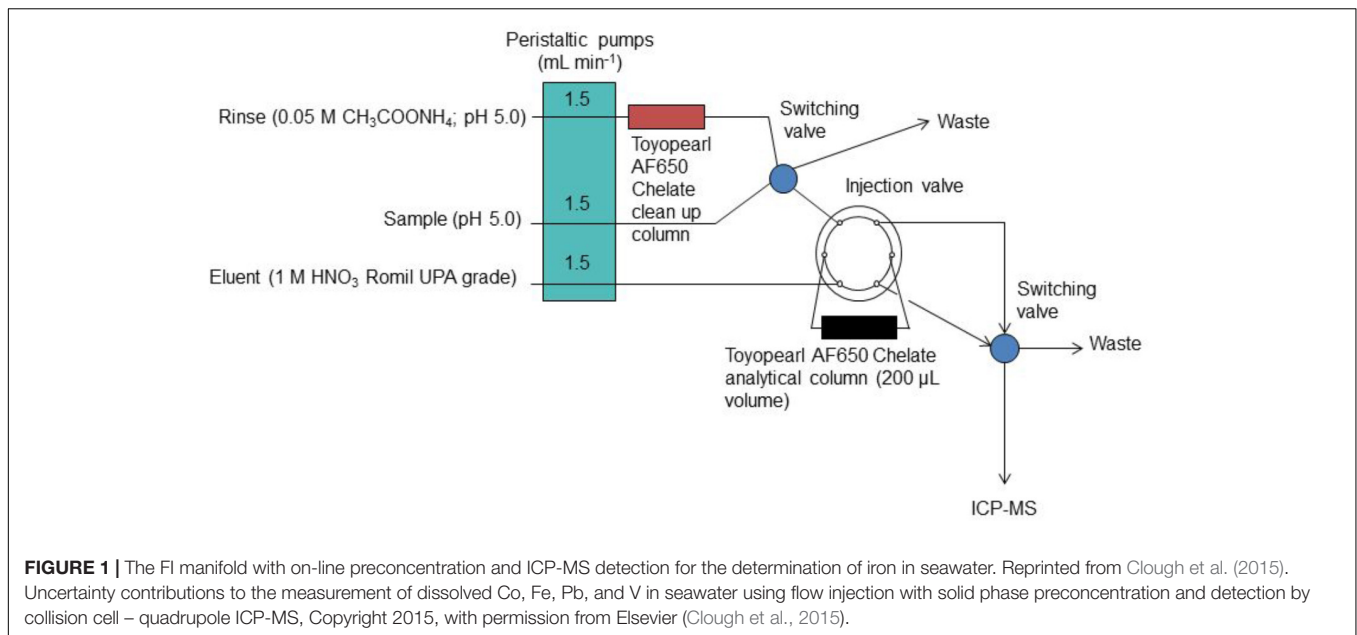 Peristaltic pumps
(mL min⁻¹)
1.5
Rinse (0.05 M CH₃COONH₄; pH 5.0)
Switching
valve
Waste
Toyopearl
AF650
Chelate
clean up
column
Injection valve
1.5
Sample (pH 5.0)
1.5
Eluent (1 M HNO₃ Romil UPA grade)
Switching
valve
Waste
Toyopearl AF650 Chelate
analytical column (200 µL
volume)
ICP-MS
FIGURE 1 | The FI manifold with on-line preconcentration and ICP-MS detection for the determination of iron in seawater. Reprinted from Clough et al. (2015).
Uncertainty contributions to the measurement of dissolved Co, Fe, Pb, and V in seawater using flow injection with solid phase preconcentration and detection by
collision cell – quadrupole ICP-MS, Copyright 2015, with permission from Elsevier (Clough et al., 2015).